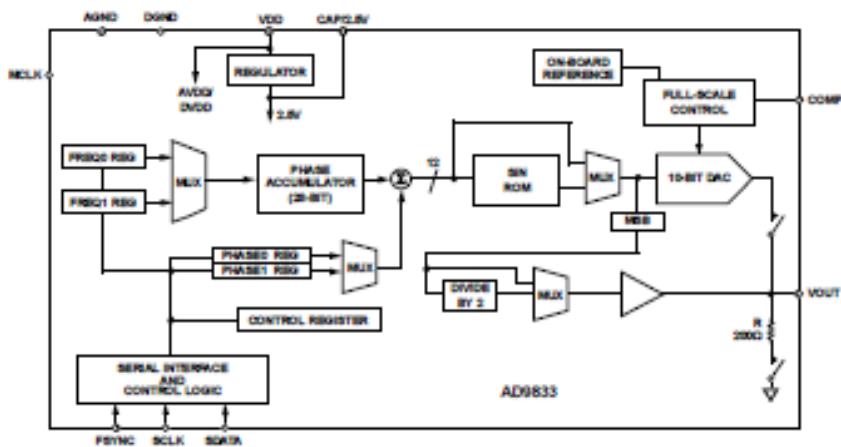 AGND
DGND
VDD
CAP/2.5V
MCLK
REGULATOR
AVDD/
DVDD
2.5V
ON-BOARD
REFERENCE
FULL-SCALE
CONTROL
COMP
FREQ0 REG
FREQ1 REG
MUX
PHASE
ACCUMULATOR
(28-BIT)
Σ
12
SIN
ROM
MUX
10-BIT DAC
MSB
PHASE0 REG
PHASE1 REG
MUX
DIVIDE
BY 2
MUX
VOUT
R
200Ω
CONTROL REGISTER
SERIAL INTERFACE
AND
CONTROL LOGIC
AD9833
FSYNC
SCLK
SDATA